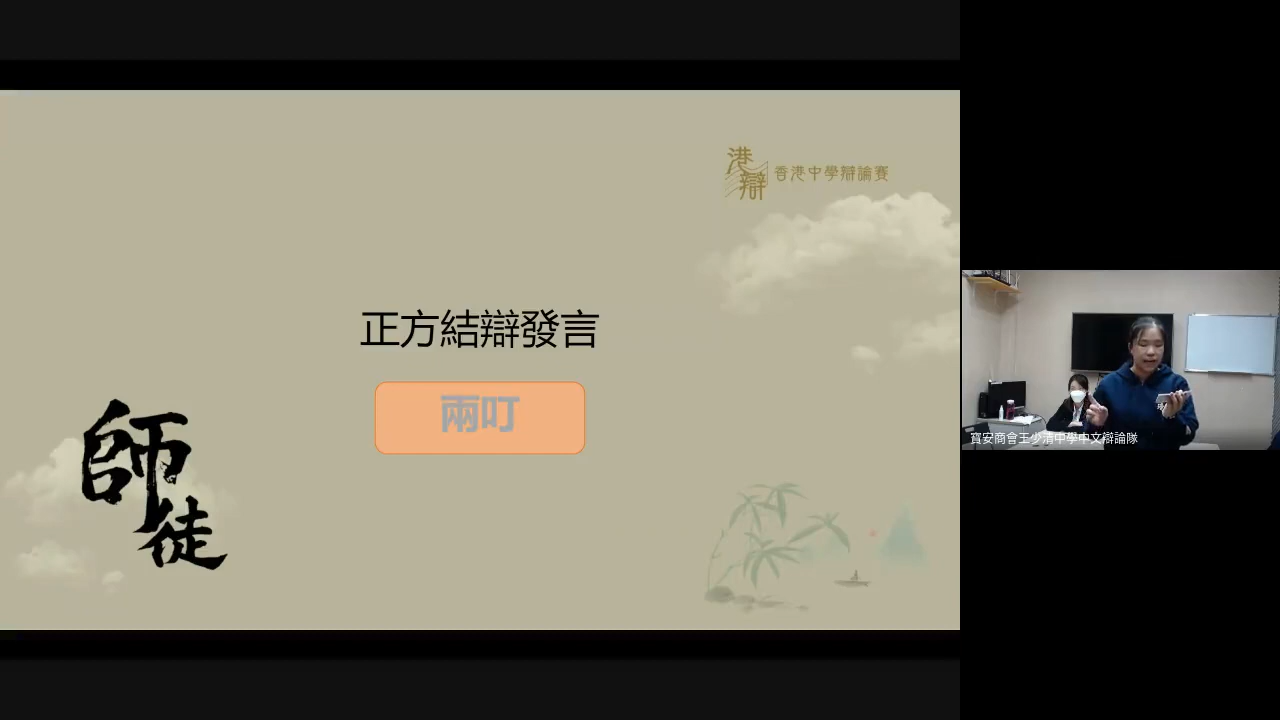 港辯
香港中學辯論賽
正方結辯發言
兩叮
師徒
寶安商會王少清中學中文辯論隊